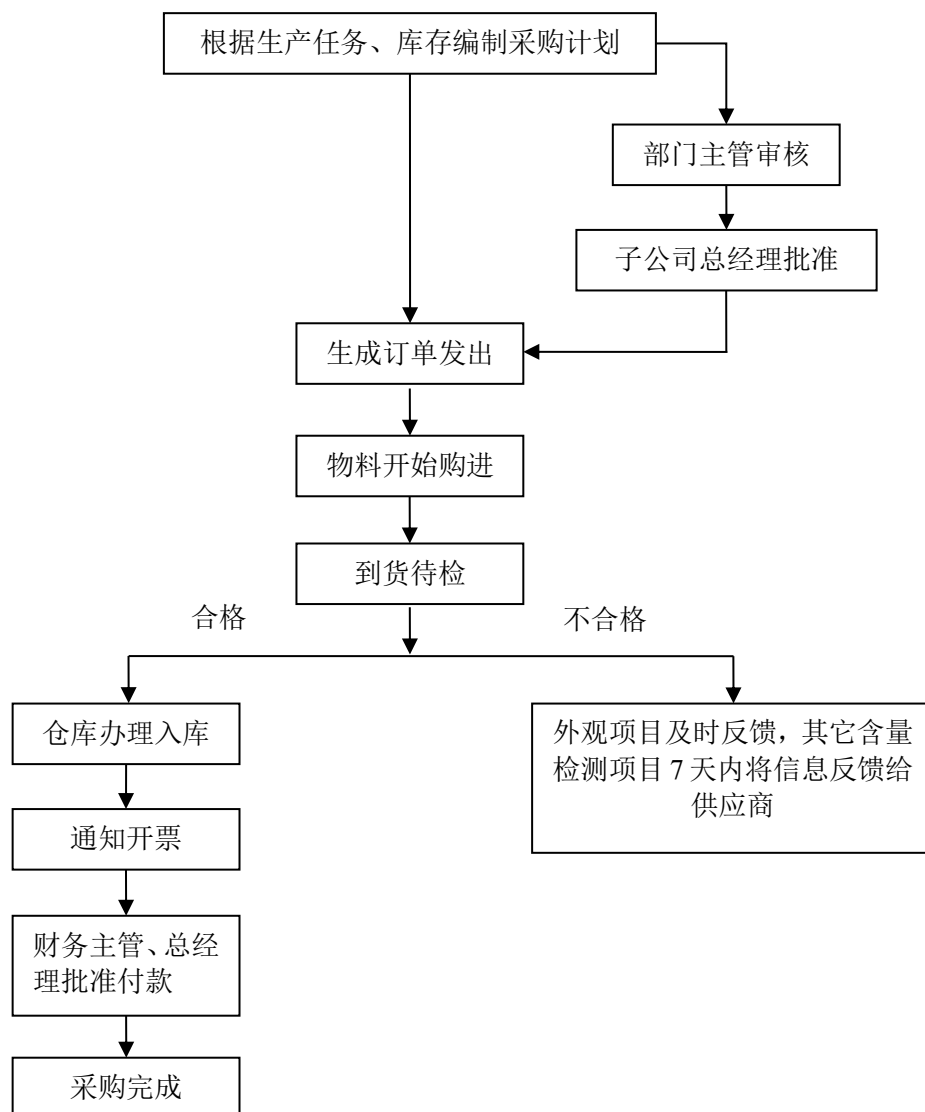 根据生产任务、库存编制采购计划
部门主管审核
子公司总经理批准
生成订单发出
物料开始购进
到货待检
合格
不合格
仓库办理入库
外观项目及时反馈，其它含量
检测项目 7 天内将信息反馈给
供应商
通知开票
财务主管、总经
理批准付款
采购完成